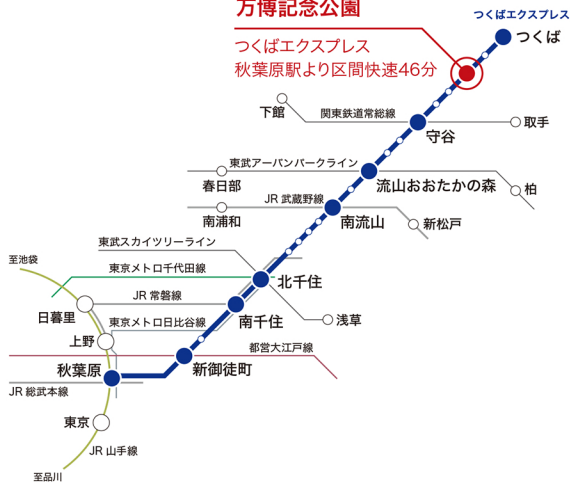 万博記念公園
つくばエクスプレス
つくばエクスプレス
秋葉原駅より区間快速46分
つくば
下館
関東鉄道常総線
取手
守谷
東武アーバンパークライン
春日部
流山おおたかの森
柏
JR 武蔵野線
南浦和
南流山
新松戸
東武スカイツリーライン
至池袋
東京メトロ千代田線
北千住
JR 常磐線
日暮里
東京メトロ日比谷線
南千住
浅草
上野
都営大江戸線
秋葉原
新御徒町
JR 総武本線
東京
JR 山手線
至品川